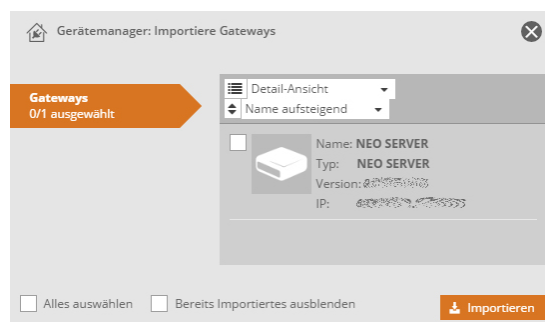 Gerätemanager: Importiere Gateways
Gateways
0/1 ausgewählt
Detail-Ansicht
Name aufsteigend
Name: NEO SERVER
Typ: NEO SERVER
Version:
IP:
Alles auswählen
Bereits Importiertes ausblenden
Importieren